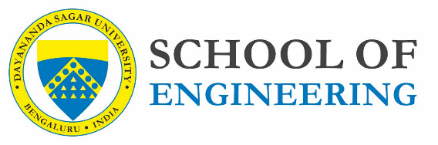 • DAYANANDA SAGAR UNIVERSITY •
BENGALURU • INDIA
SCHOOL OF
ENGINEERING